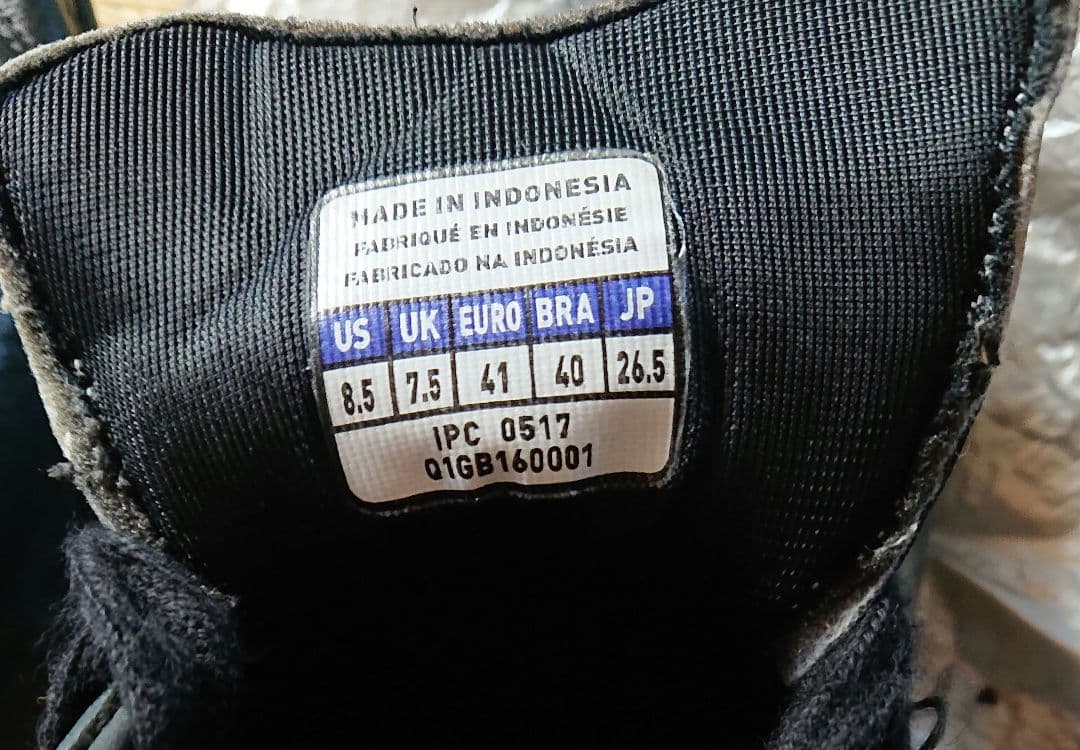 MADE IN INDONESIA
FABRIQUÉ EN INDONÉSIE
FABRICADO NA INDONÉSIA
US UK EURO BRA JP
8.5 7.5 41 40 26.5
IPC 0517
Q1GB160001